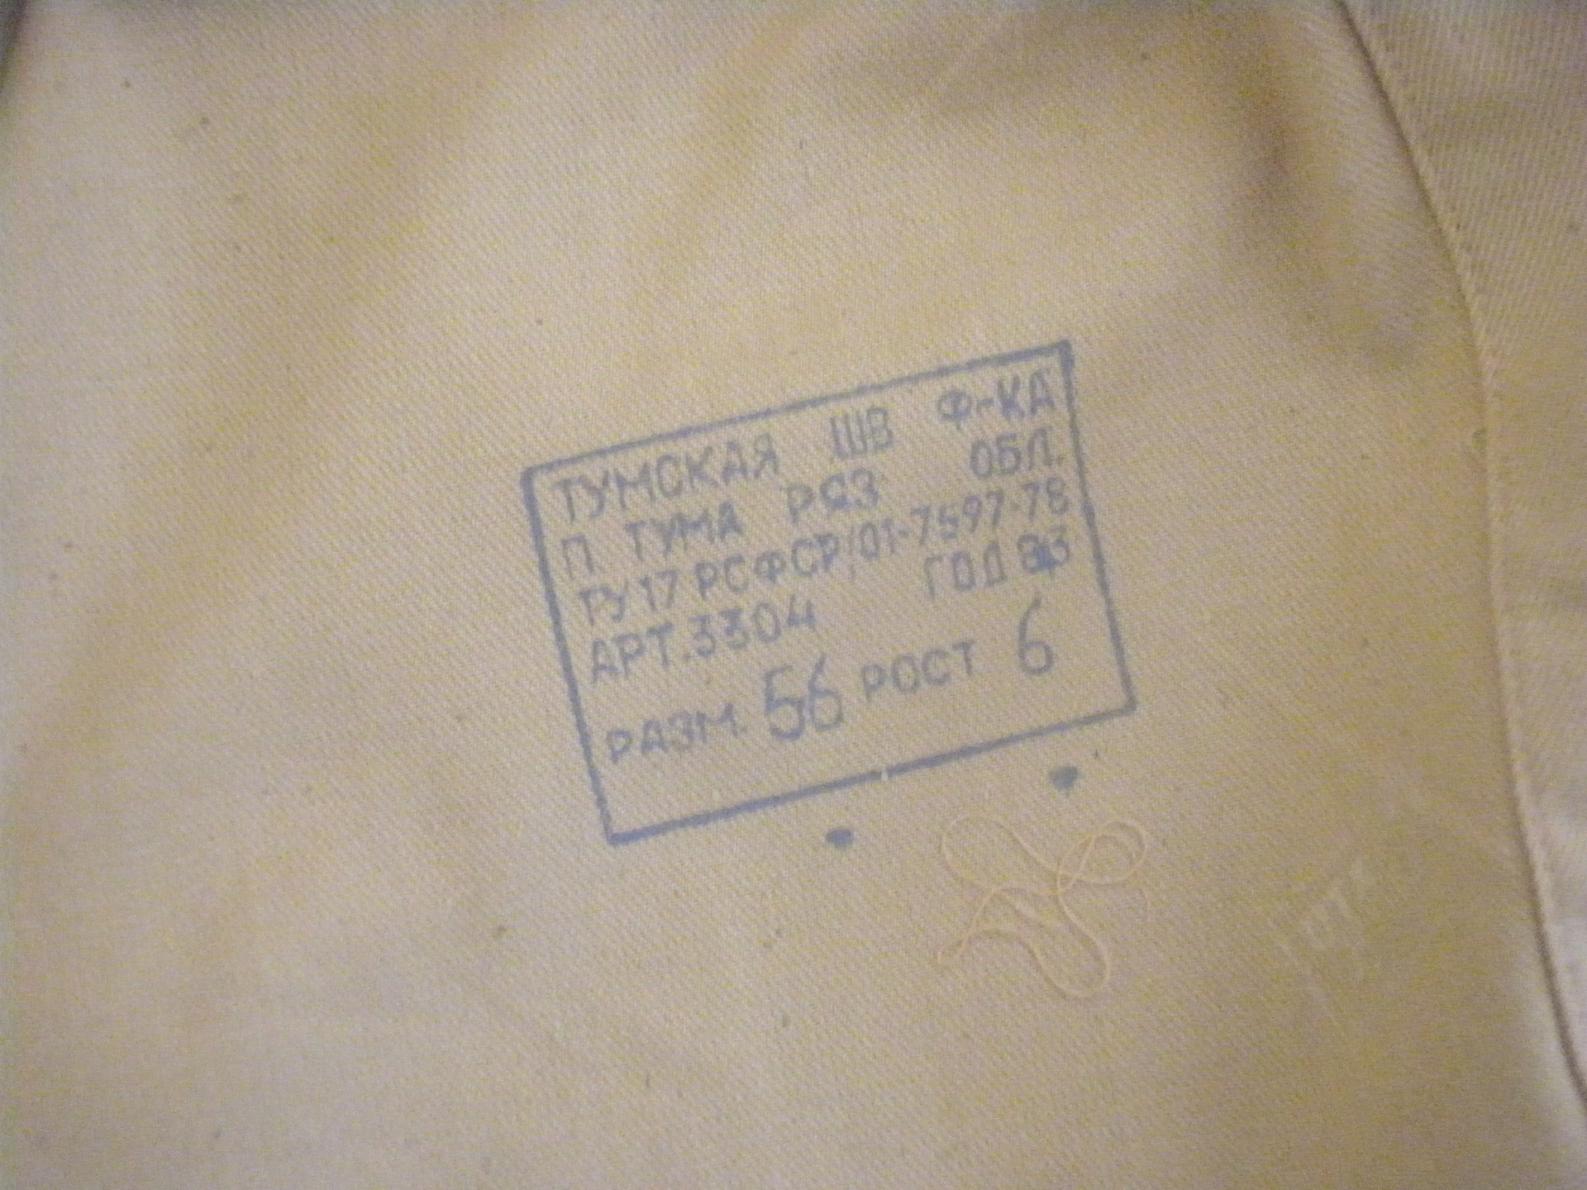 ТУМСКАЯ ШВ Ф-КА
П. ТУМА РЯЗ ОБЛ.
ТУ 17 РСФСР/01-7597-78
АРТ.3304 ГОД 83
РАЗМ. 56 РОСТ 6